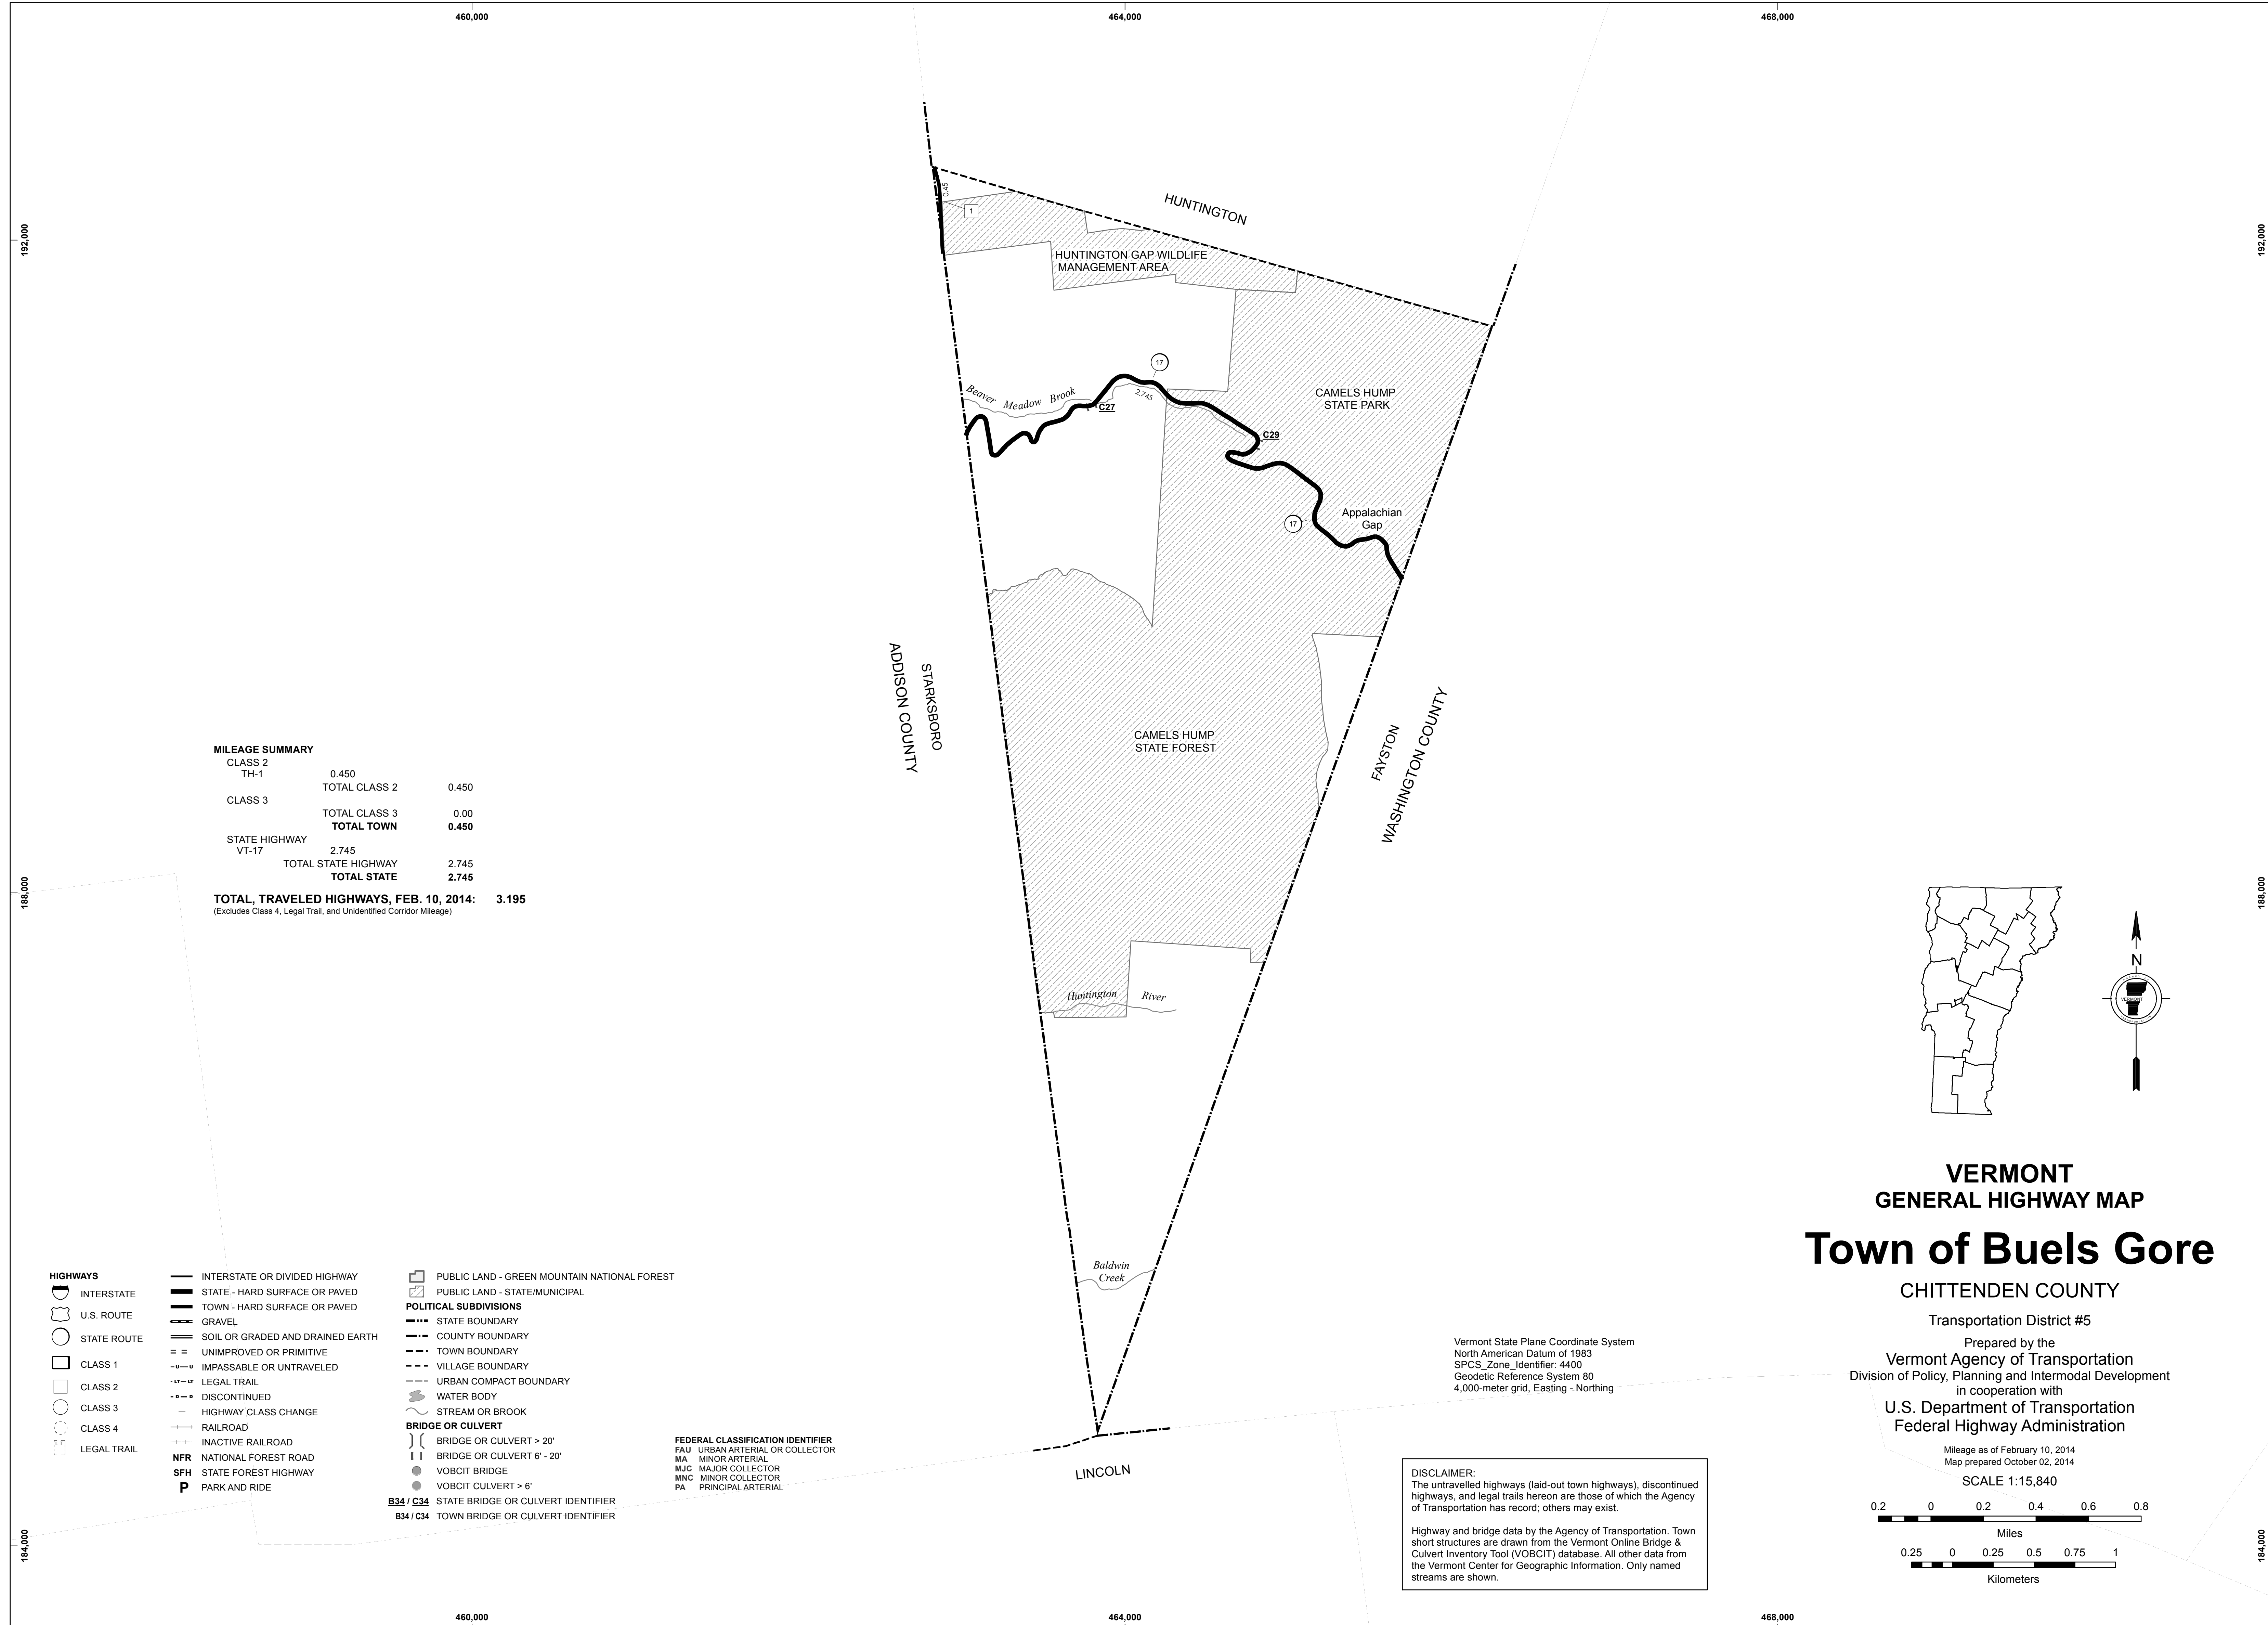 460,000
464,000
468,000
192,000
192,000
HUNTINGTON
0.45
1
HUNTINGTON GAP WILDLIFE
MANAGEMENT AREA
17
Beaver Meadow Brook
C27
2.745
CAMELS HUMP
STATE PARK
C29
Appalachian
Gap
17
STARKSBORO
ADDISON COUNTY
CAMELS HUMP
STATE FOREST
FAYSTON
WASHINGTON COUNTY
MILEAGE SUMMARY
CLASS 2
TH-1 0.450
TOTAL CLASS 2 0.450
CLASS 3
TOTAL CLASS 3 0.00
TOTAL TOWN 0.450
STATE HIGHWAY
VT-17 2.745
TOTAL STATE HIGHWAY 2.745
TOTAL STATE 2.745
TOTAL, TRAVELED HIGHWAYS, FEB. 10, 2014: 3.195
(Excludes Class 4, Legal Trail, and Unidentified Corridor Mileage)
188,000
188,000
Huntington River
N
VERMONT
Baldwin
Creek
LINCOLN
VERMONT
GENERAL HIGHWAY MAP
Town of Buels Gore
CHITTENDEN COUNTY
Transportation District #5
Prepared by the
Vermont Agency of Transportation
Division of Policy, Planning and Intermodal Development
in cooperation with
U.S. Department of Transportation
Federal Highway Administration
Mileage as of February 10, 2014
Map prepared October 02, 2014
SCALE 1:15,840
0.2 0 0.2 0.4 0.6 0.8
Miles
0.25 0 0.25 0.5 0.75 1
Kilometers
HIGHWAYS
INTERSTATE
U.S. ROUTE
STATE ROUTE
CLASS 1
CLASS 2
CLASS 3
CLASS 4
LEGAL TRAIL
INTERSTATE OR DIVIDED HIGHWAY
STATE - HARD SURFACE OR PAVED
TOWN - HARD SURFACE OR PAVED
GRAVEL
SOIL OR GRADED AND DRAINED EARTH
UNIMPROVED OR PRIMITIVE
U U IMPASSABLE OR UNTRAVELED
LT LT LEGAL TRAIL
D D DISCONTINUED
HIGHWAY CLASS CHANGE
RAILROAD
INACTIVE RAILROAD
NFR NATIONAL FOREST ROAD
SFH STATE FOREST HIGHWAY
P PARK AND RIDE
PUBLIC LAND - GREEN MOUNTAIN NATIONAL FOREST
PUBLIC LAND - STATE/MUNICIPAL
POLITICAL SUBDIVISIONS
STATE BOUNDARY
COUNTY BOUNDARY
TOWN BOUNDARY
VILLAGE BOUNDARY
URBAN COMPACT BOUNDARY
WATER BODY
STREAM OR BROOK
BRIDGE OR CULVERT
BRIDGE OR CULVERT > 20'
BRIDGE OR CULVERT 6' - 20'
VOBCIT BRIDGE
VOBCIT CULVERT > 6'
B34 / C34 STATE BRIDGE OR CULVERT IDENTIFIER
B34 / C34 TOWN BRIDGE OR CULVERT IDENTIFIER
FEDERAL CLASSIFICATION IDENTIFIER
FAU URBAN ARTERIAL OR COLLECTOR
MA MINOR ARTERIAL
MJC MAJOR COLLECTOR
MNC MINOR COLLECTOR
PA PRINCIPAL ARTERIAL
Vermont State Plane Coordinate System
North American Datum of 1983
SPCS_Zone_Identifier: 4400
Geodetic Reference System 80
4,000-meter grid, Easting - Northing
DISCLAIMER:
The untravelled highways (laid-out town highways), discontinued
highways, and legal trails hereon are those of which the Agency
of Transportation has record; others may exist.
Highway and bridge data by the Agency of Transportation. Town
short structures are drawn from the Vermont Online Bridge &
Culvert Inventory Tool (VOBCIT) database. All other data from
the Vermont Center for Geographic Information. Only named
streams are shown.
184,000
184,000
460,000
464,000
468,000